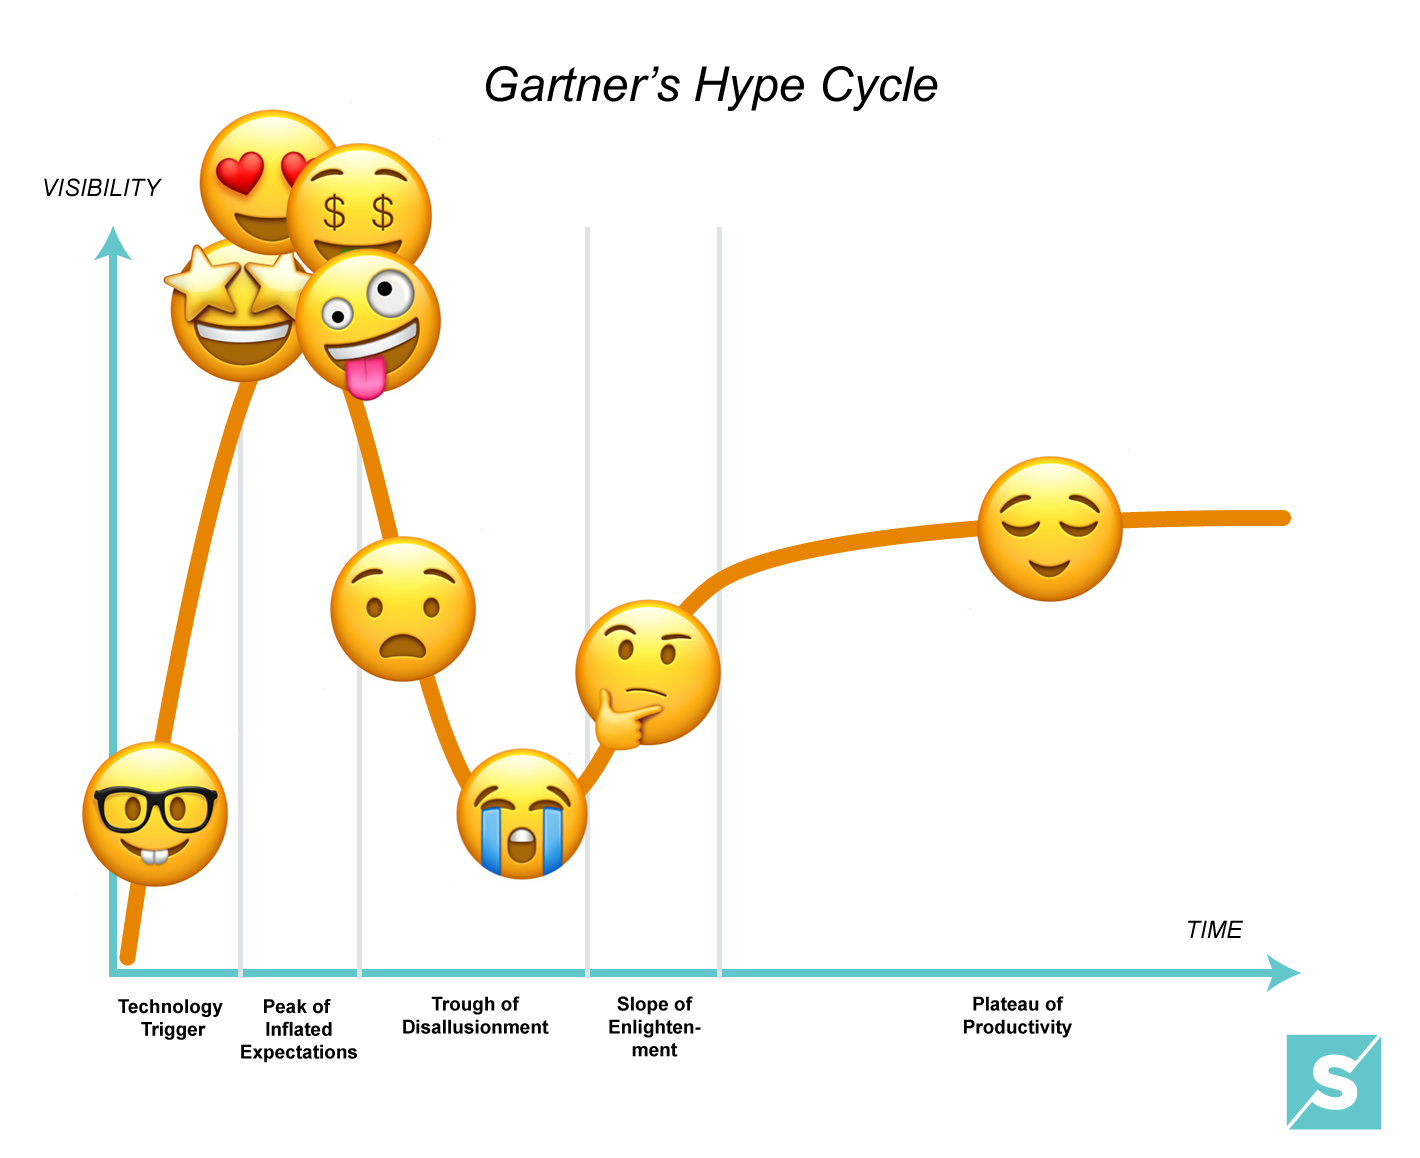 Gartner’s Hype Cycle
VISIBILITY
$ $
TIME
Technology
Trigger
Peak of
Inflated
Expectations
Trough of
Disallusionment
Slope of
Enlighten-
ment
Plateau of
Productivity
S